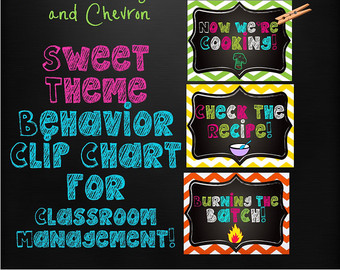 and Chevron
Sweet
Theme
Behavior
Clip Chart
for
Classroom
Management!
Now we're
Cooking!
Check the
Recipe!
Burning the
Batch!